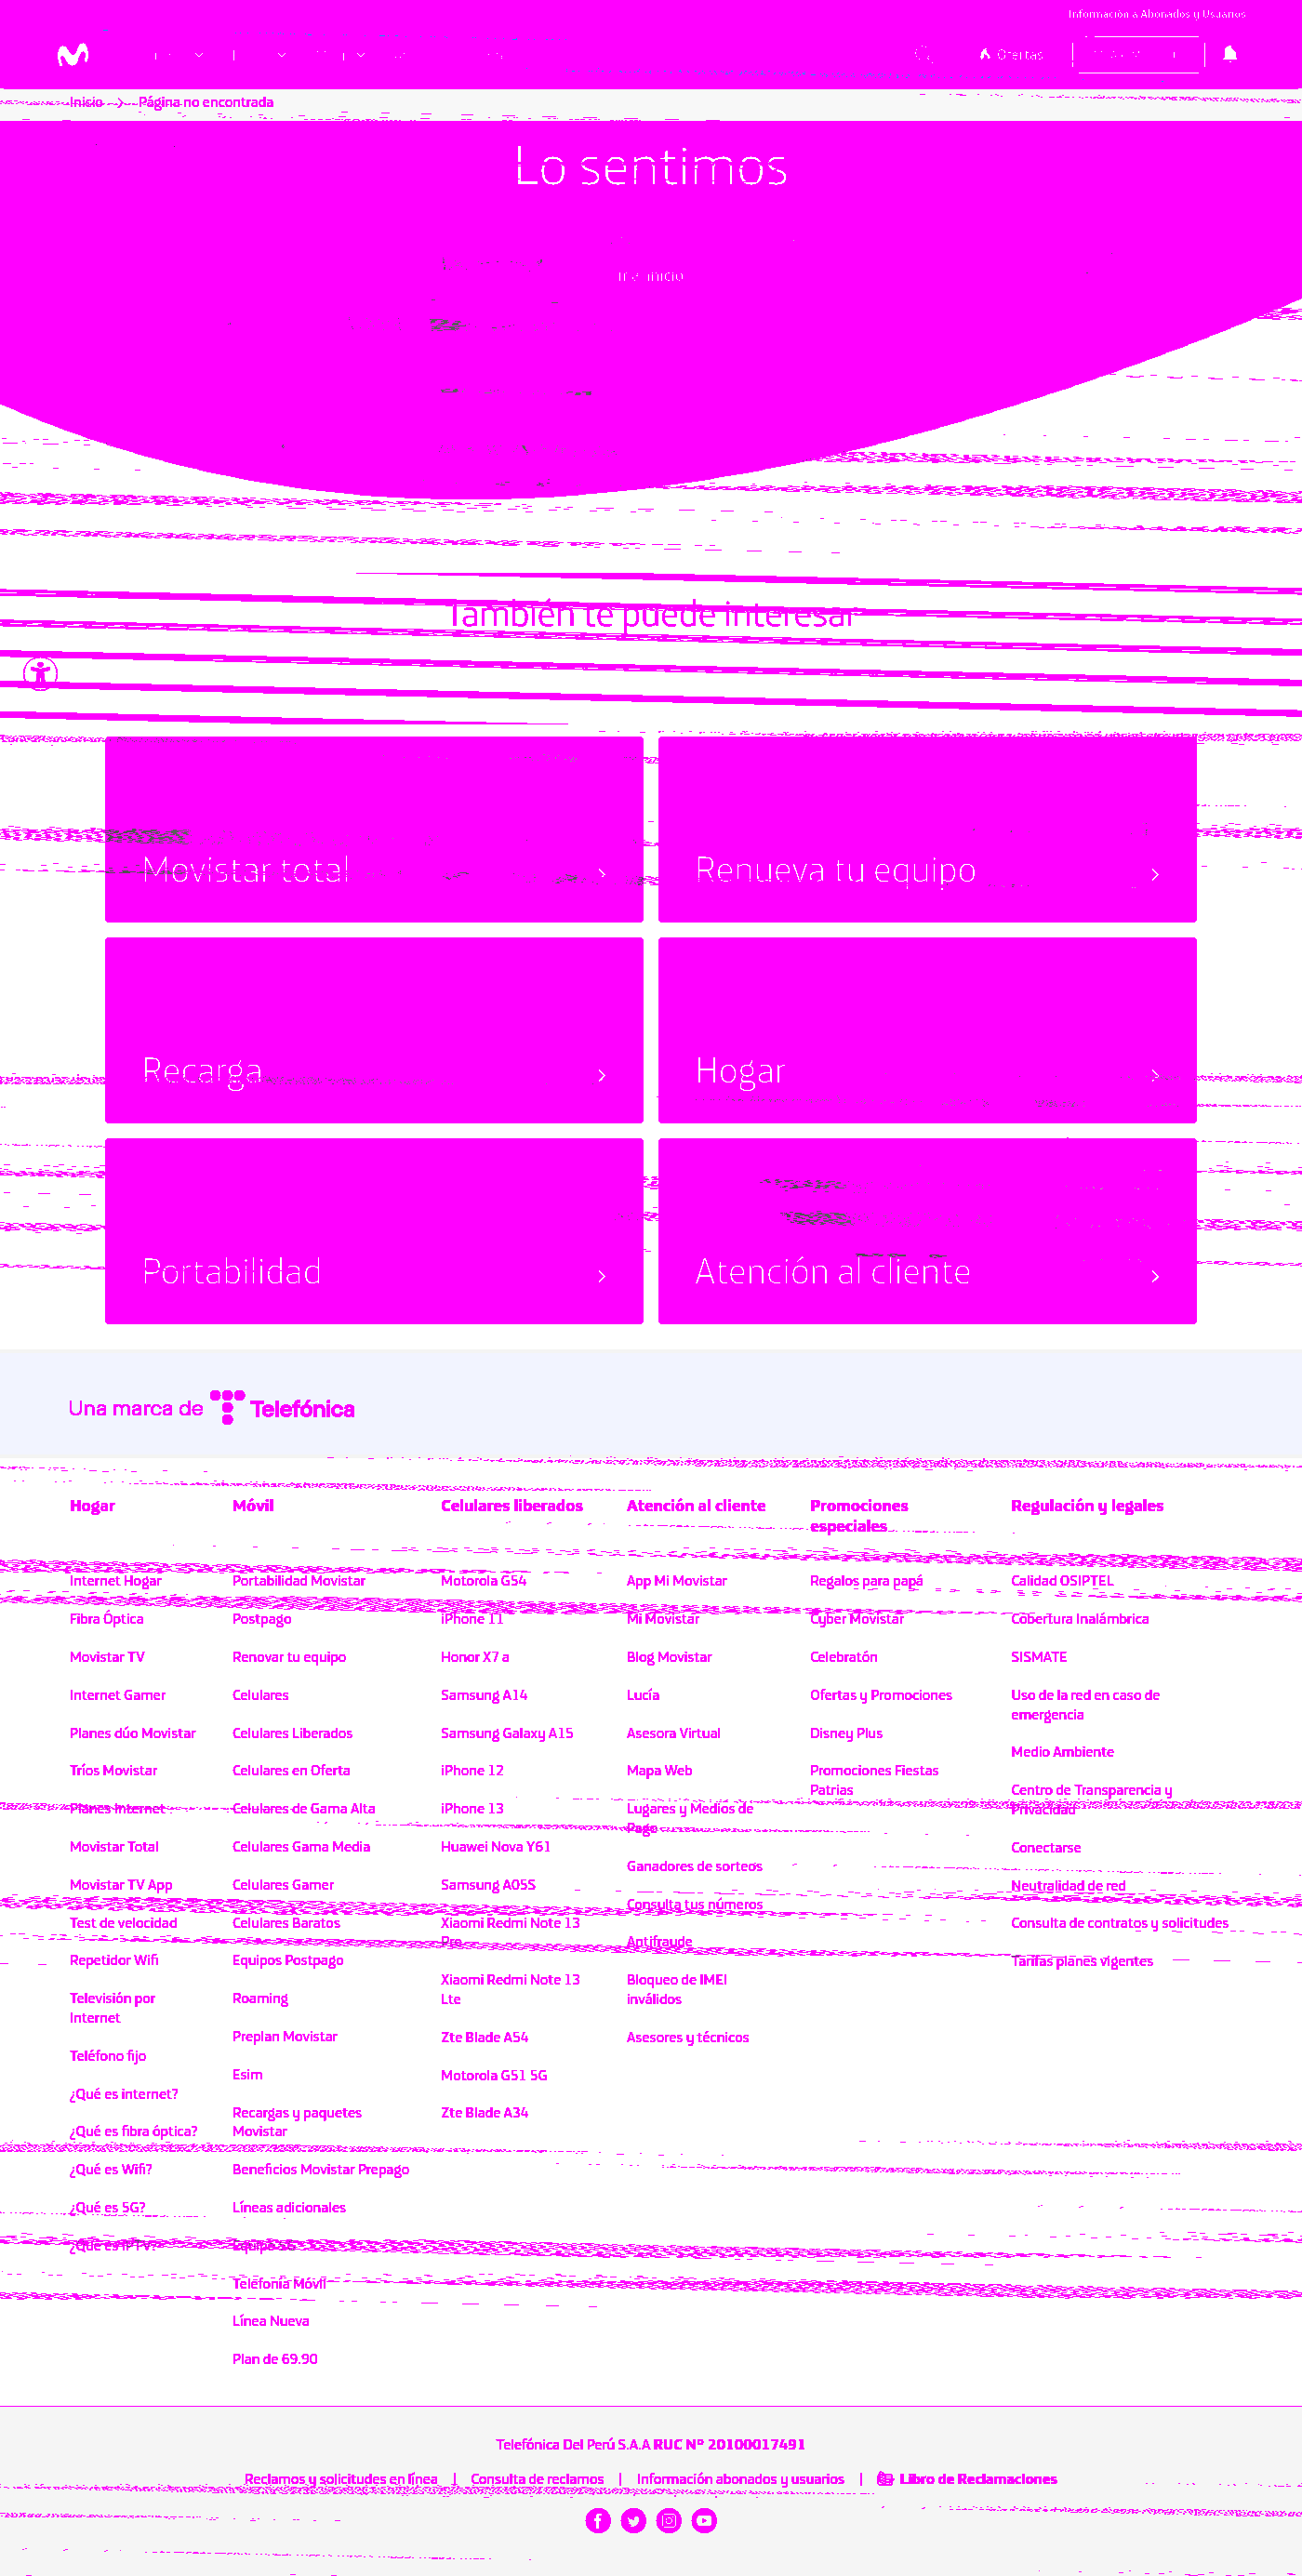 Información a Abonados y Usuarios
Ofertas
Inicio > Página no encontrada
Lo sentimos
Ir al inicio
También te puede interesar
Movistar total
Renueva tu equipo
Recarga
Hogar
Portabilidad
Atención al cliente
Una marca de Telefónica
Hogar
Internet Hogar
Fibra Óptica
Movistar TV
Internet Gamer
Planes dúo Movistar
Tríos Movistar
Planes Internet
Movistar Total
Movistar TV App
Test de velocidad
Repetidor Wifi
Televisión por
Internet
Teléfono fijo
¿Qué es internet?
¿Qué es fibra óptica?
¿Qué es Wifi?
¿Qué es 5G?
¿Qué es IPTV?
Móvil
Portabilidad Movistar
Postpago
Renovar tu equipo
Celulares
Celulares Liberados
Celulares en Oferta
Celulares de Gama Alta
Celulares Gama Media
Celulares Gamer
Celulares Baratos
Equipos Postpago
Roaming
Preplan Movistar
Esim
Recargas y paquetes
Movistar
Beneficios Movistar Prepago
Líneas adicionales
Equipo 5G
Telefonía Móvil
Línea Nueva
Plan de 69.90
Celulares liberados
Motorola G54
iPhone 11
Honor X7 a
Samsung A14
Samsung Galaxy A15
iPhone 12
iPhone 13
Huawei Nova Y61
Samsung A05S
Xiaomi Redmi Note 13
Pro
Xiaomi Redmi Note 13
Lte
Zte Blade A54
Motorola G51 5G
Zte Blade A34
Atención al cliente
App Mi Movistar
Mi Movistar
Blog Movistar
Lucía
Asesora Virtual
Mapa Web
Lugares y Medios de
Pago
Ganadores de sorteos
Consulta tus números
Antifraude
Bloqueo de IMEI
inválidos
Asesores y técnicos
Promociones
especiales
Regalos para papá
Cyber Movistar
Celebratón
Ofertas y Promociones
Disney Plus
Promociones Fiestas
Patrias
Regulación y legales
Calidad OSIPTEL
Cobertura Inalámbrica
SISMATE
Uso de la red en caso de
emergencia
Medio Ambiente
Centro de Transparencia y
Privacidad
Conectarse
Neutralidad de red
Consulta de contratos y solicitudes
Tarifas planes vigentes
Telefónica Del Perú S.A.A RUC Nº 20100017491
Reclamos y solicitudes en línea | Consulta de reclamos | Información abonados y usuarios | Libro de Reclamaciones